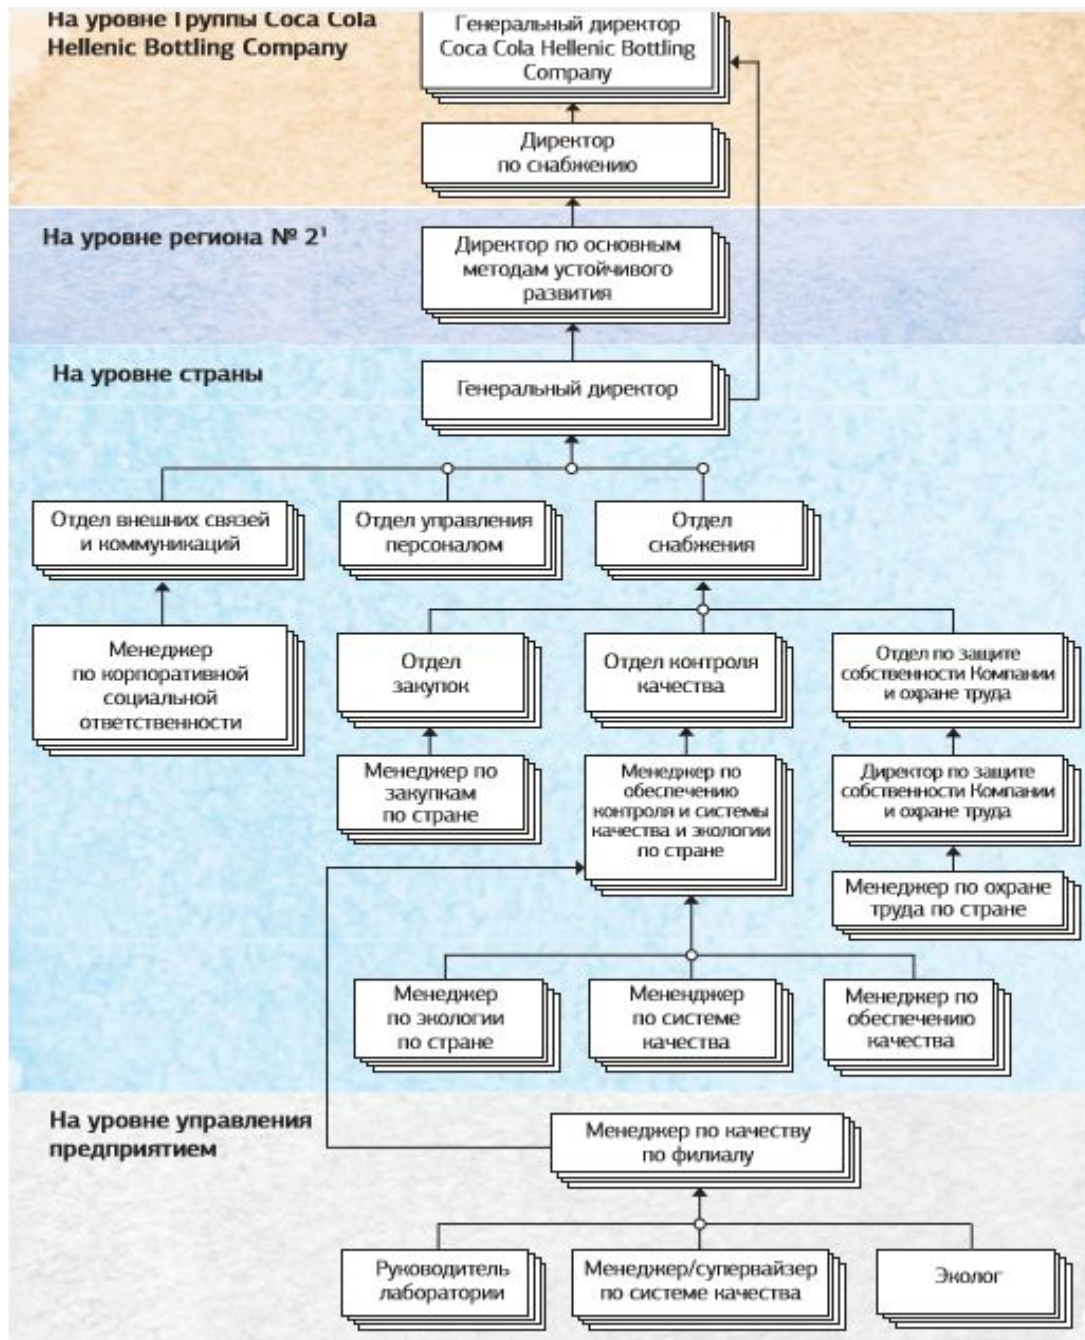 На уровне Группы Coca Cola
Hellenic Bottling Company
Генеральный директор
Coca Cola Hellenic Bottling
Company
Директор
по снабжению
На уровне региона № 2¹
Директор по основным
методам устойчивого
развития
На уровне страны
Генеральный директор
Отдел внешних связей
и коммуникаций
Отдел управления
персоналом
Отдел
снабжения
Менеджер
по корпоративной
социальной
ответственности
Отдел
закупок
Отдел контроля
качества
Отдел по защите
собственности Компании
и охране труда
Менеджер по
закупкам
по стране
Менеджер по
обеспечению
контроля и системы
качества и экологии
по стране
Директор по защите
собственности Компании
и охране труда
Менеджер по охране
труда по стране
Менеджер
по экологии
по стране
Мененджер
по системе
качества
Менеджер по
обеспечению
качества
На уровне управления
предприятием
Менеджер по качеству
по филиалу
Руководитель
лаборатории
Менеджер/супервайзер
по системе качества
Эколог